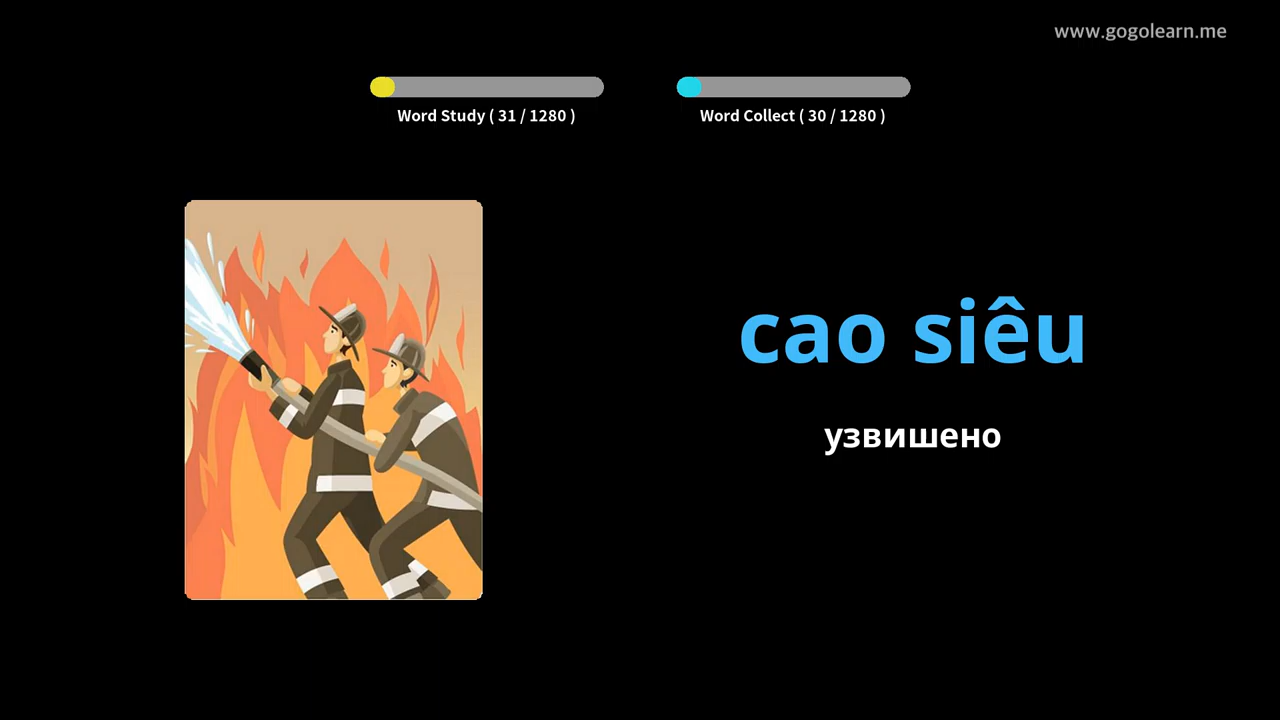 www.gogolearn.me
Word Study ( 31 / 1280 )
Word Collect ( 30 / 1280 )
cao siêu
узвишено